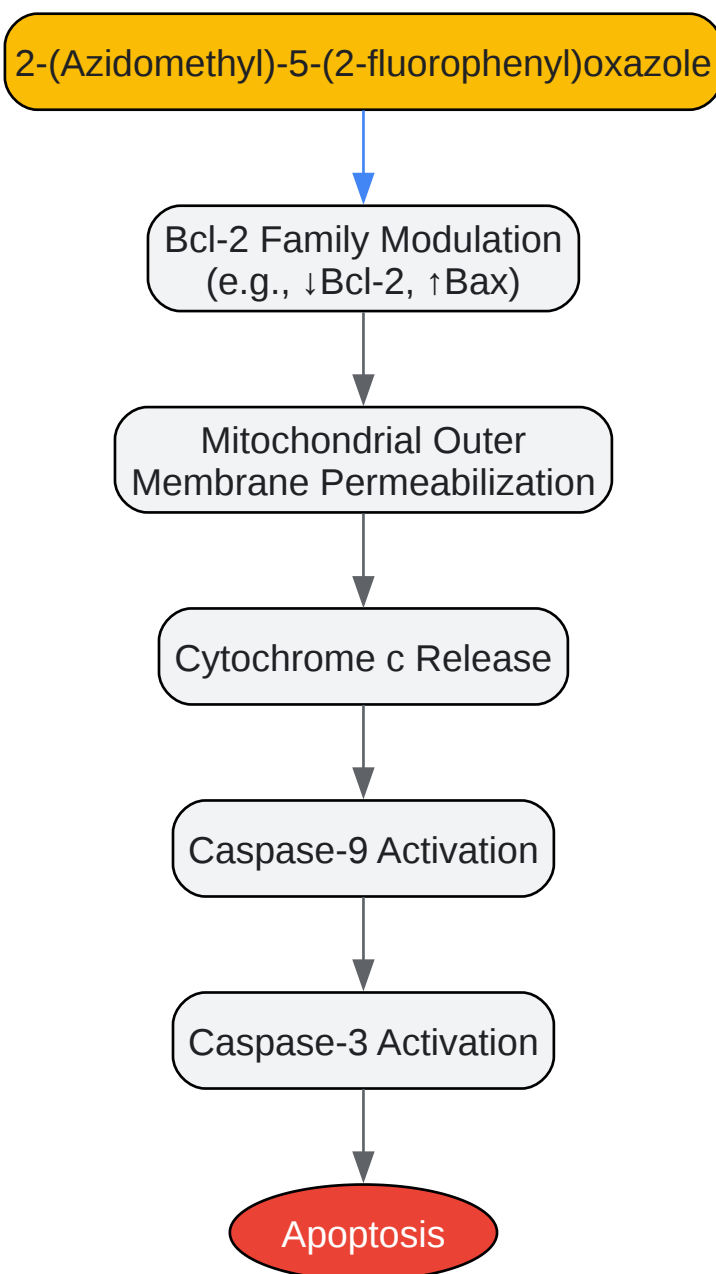 2-(Azidomethyl)-5-(2-fluorophenyl)oxazole
Bcl-2 Family Modulation
(e.g., ↓Bcl-2, ↑Bax)
Mitochondrial Outer
Membrane Permeabilization
Cytochrome c Release
Caspase-9 Activation
Caspase-3 Activation
Apoptosis